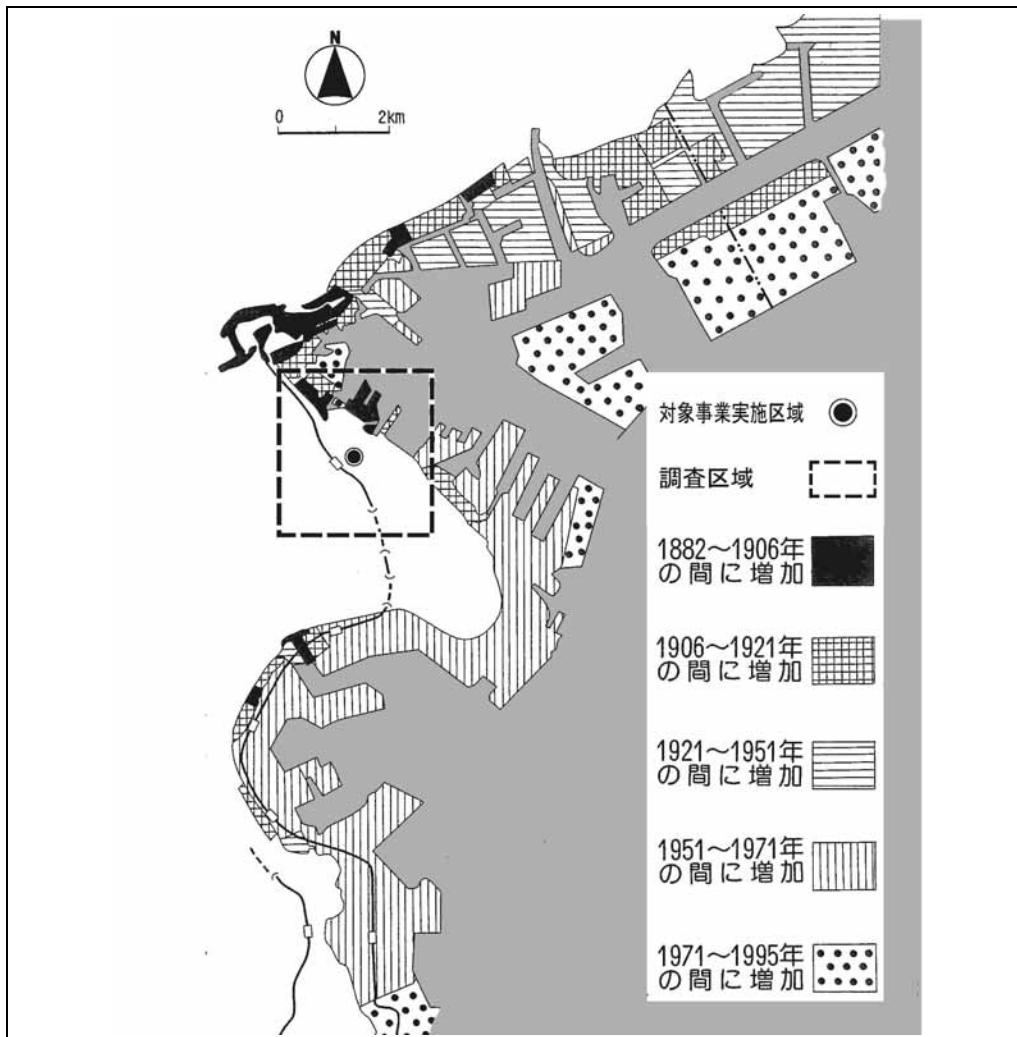 N
0 2km
対象事業実施区域
調査区域
1882～1906年
の間に増加
1906～1921年
の間に増加
1921～1951年
の間に増加
1951～1971年
の間に増加
1971～1995年
の間に増加